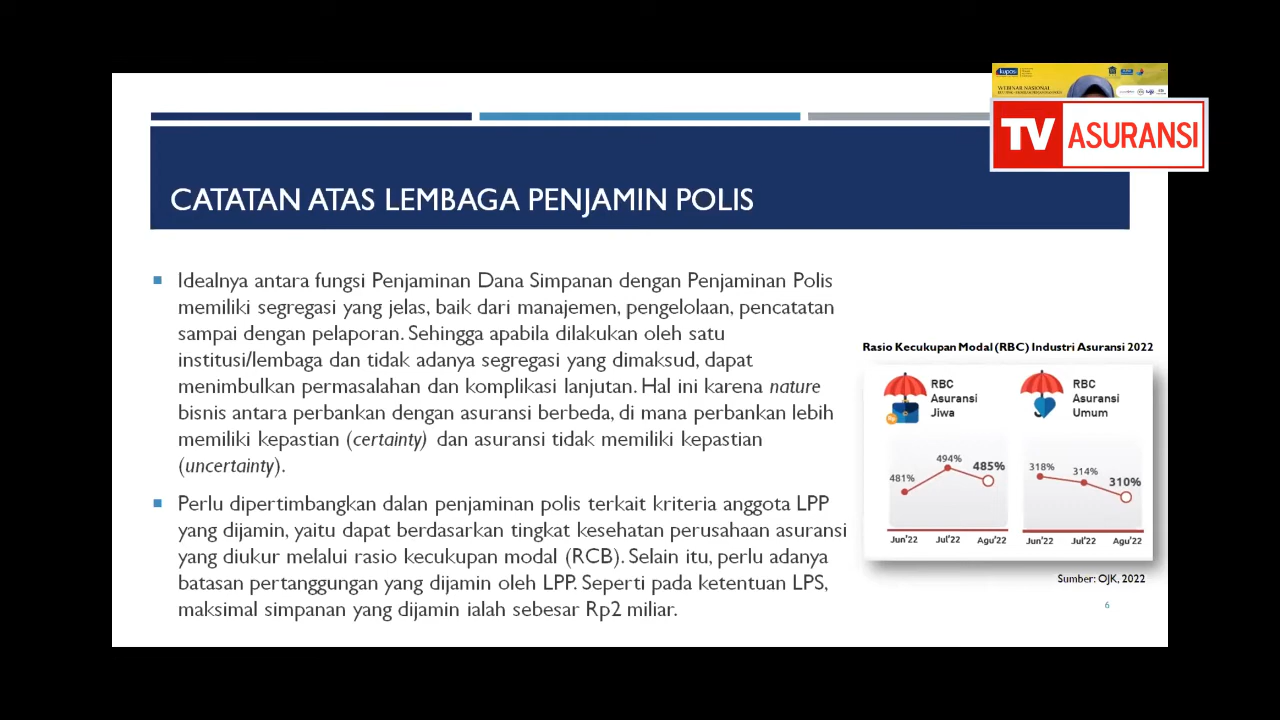 kupasi
WEBINAR NASIONAL
TV ASURANSI
CATATAN ATAS LEMBAGA PENJAMIN POLIS
Idealnya antara fungsi Penjaminan Dana Simpanan dengan Penjaminan Polis
memiliki segregasi yang jelas, baik dari manajemen, pengelolaan, pencatatan
sampai dengan pelaporan. Sehingga apabila dilakukan oleh satu
institusi/lembaga dan tidak adanya segregasi yang dimaksud, dapat
menimbulkan permasalahan dan komplikasi lanjutan. Hal ini karena nature
bisnis antara perbankan dengan asuransi berbeda, di mana perbankan lebih
memiliki kepastian (certainty) dan asuransi tidak memiliki kepastian
(uncertainty).
Perlu dipertimbangkan dalan penjaminan polis terkait kriteria anggota LPP
yang dijamin, yaitu dapat berdasarkan tingkat kesehatan perusahaan asuransi
yang diukur melalui rasio kecukupan modal (RCB). Selain itu, perlu adanya
batasan pertanggungan yang dijamin oleh LPP. Seperti pada ketentuan LPS,
maksimal simpanan yang dijamin ialah sebesar Rp2 miliar.
Rasio Kecukupan Modal (RBC) Industri Asuransi 2022
RBC
Asuransi
Jiwa
481%
494%
485%
Jun'22
Jul'22
Agu'22
RBC
Asuransi
Umum
318%
314%
310%
Jun'22
Jul'22
Agu'22
Sumber: OJK, 2022
6